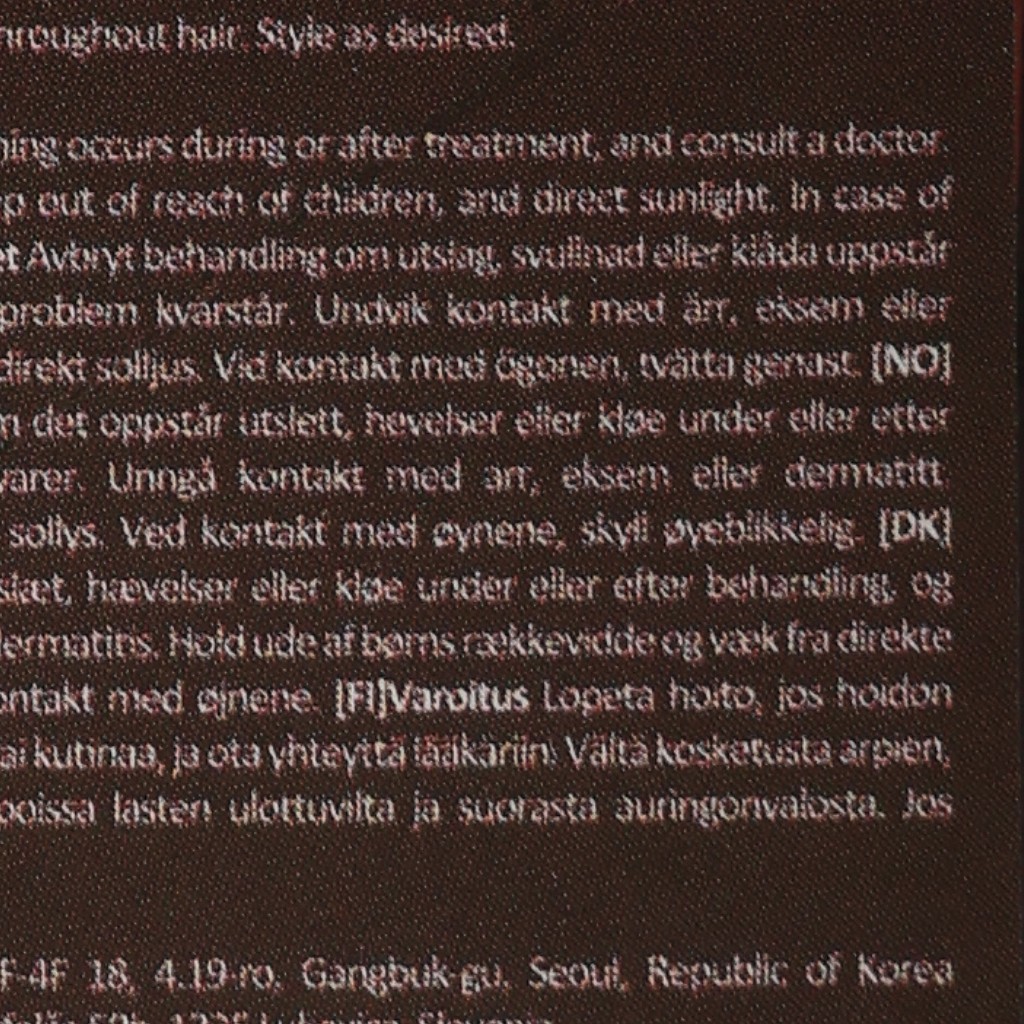 hroughout hair. Style as desired.
ning occurs during or after treatment, and consult a doctor.
p out of reach of children, and direct sunlight. In case of
et Avbryt behandling om utslag, svullnad eller klåda uppstår
problem kvarstår. Undvik kontakt med ärr, eksem eller
direkt solljus. Vid kontakt med ögonen, tvätta genast. [NO]
m det oppstår utslett, hevelser eller kløe under eller etter
varer. Unngå kontakt med arr, eksem eller dermatitt
sollys. Ved kontakt med øynene, skyll øyeblikkelig. [DK]
slæt, hævelser eller kløe under eller efter behandling, og
dermatitis. Hold ude af børns rækkevidde og væk fra direkte
ontakt med øjnene. [FI]Varoitus Lopeta hoito, jos hoidon
ai kutinaa, ja ota yhteyttä lääkäriin. Vältä kosketusta arpien,
poissa lasten ulottuvilta ja suorasta auringonvalosta. Jos
F-4F 18, 4.19-ro, Gangbuk-gu, Seoul, Republic of Korea
Slovenia